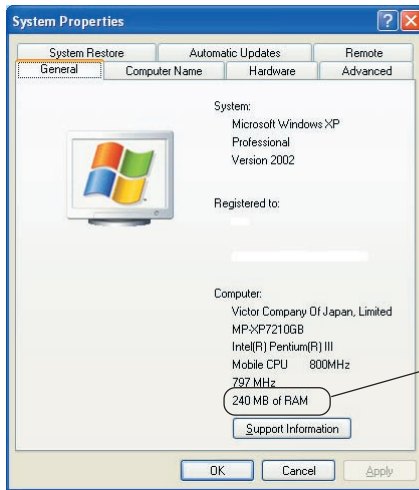 System Properties
System Restore Automatic Updates Remote
General Computer Name Hardware Advanced
System:
Microsoft Windows XP
Professional
Version 2002
Registered to:
Computer:
Victor Company Of Japan, Limited
MP-XP7210GB
Intel(R) Pentium(R) III
Mobile CPU 800MHz
797 MHz
240 MB of RAM
Support Information
OK Cancel Apply